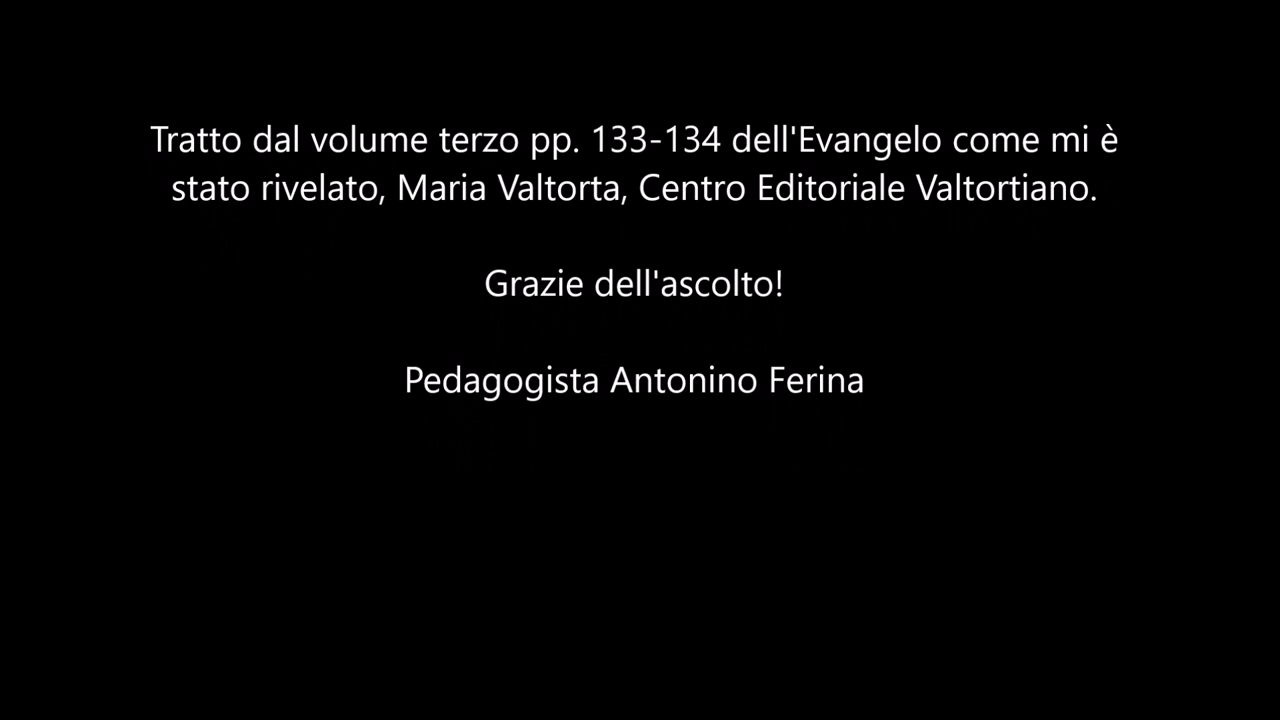 Tratto dal volume terzo pp. 133-134 dell'Evangelo come mi è
stato rivelato, Maria Valtorta, Centro Editoriale Valtortiano.
Grazie dell'ascolto!
Pedagogista Antonino Ferina